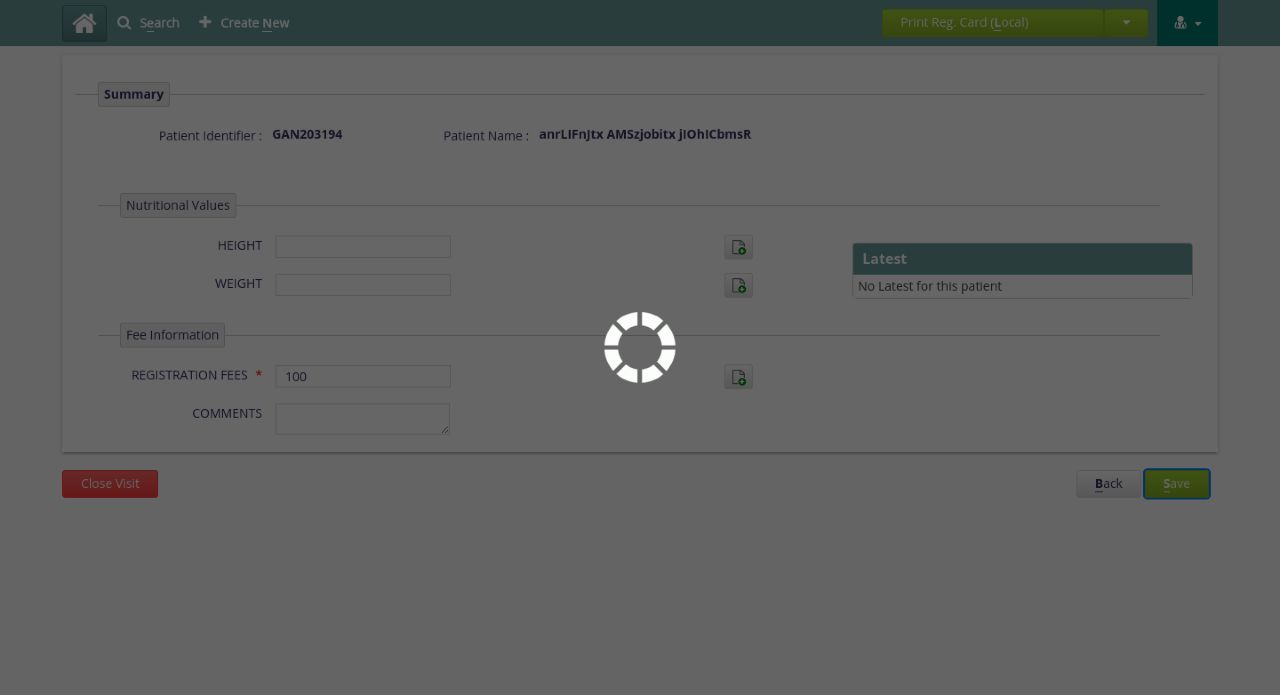 Search Create New Print Reg. Card (Local)
Summary
Patient Identifier : GAN203194 Patient Name : anrLIFnJtx AMSzjobitx jIOhICbmsR
Nutritional Values
HEIGHT
WEIGHT
Latest
No Latest for this patient
Fee Information
REGISTRATION FEES * 100
COMMENTS
Close Visit Back Save